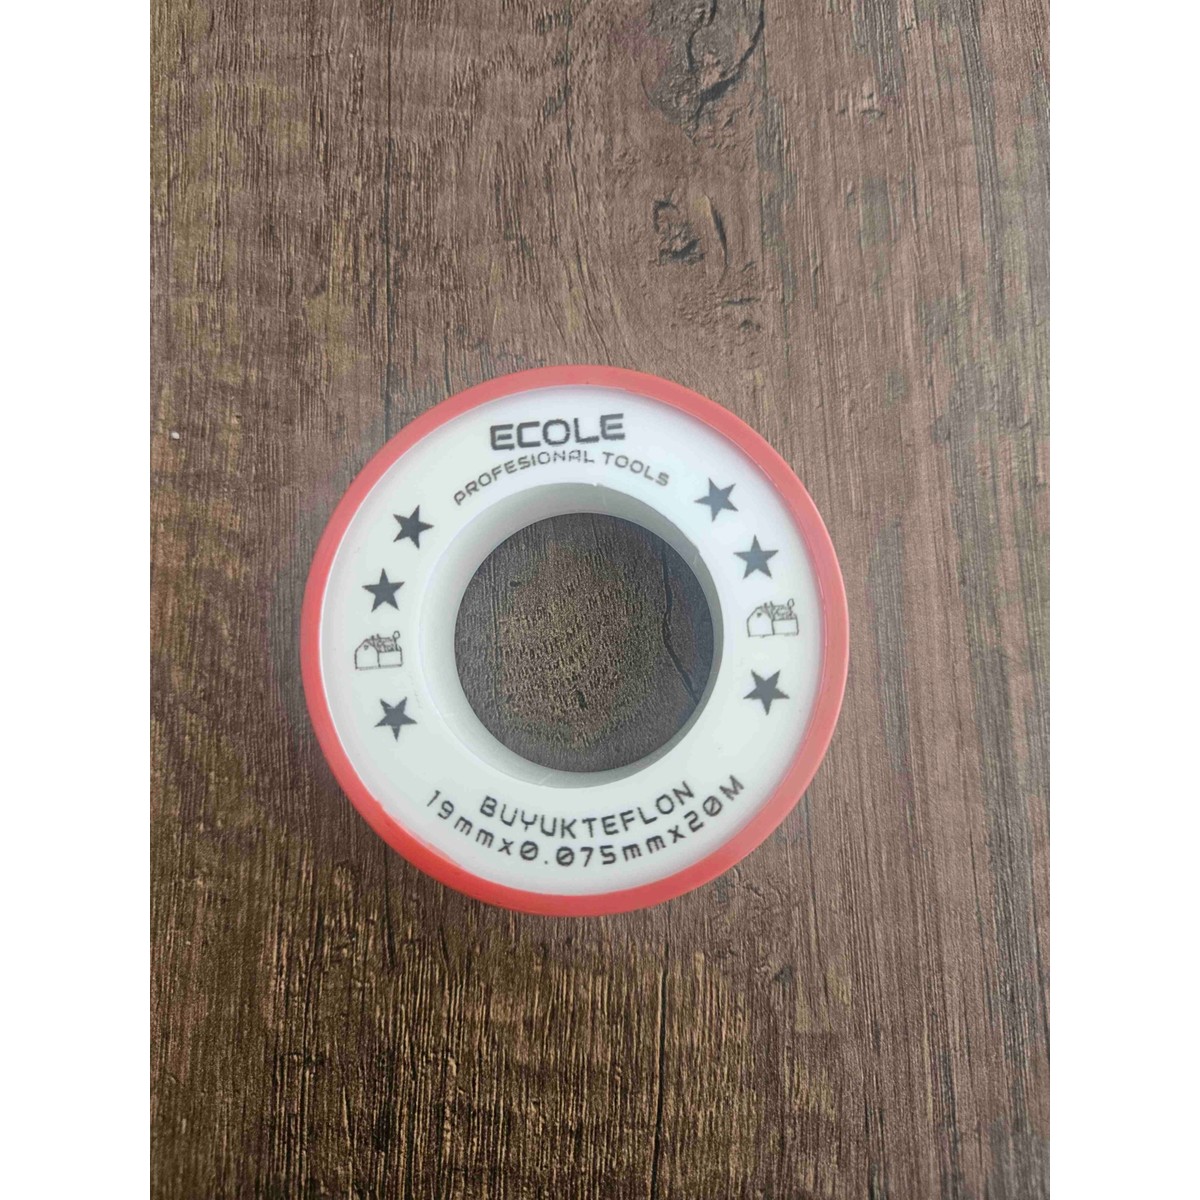 ECOLE
PROFESIONAL TOOLS
BUYUKTEFLON
19mmx0.075mmx20M